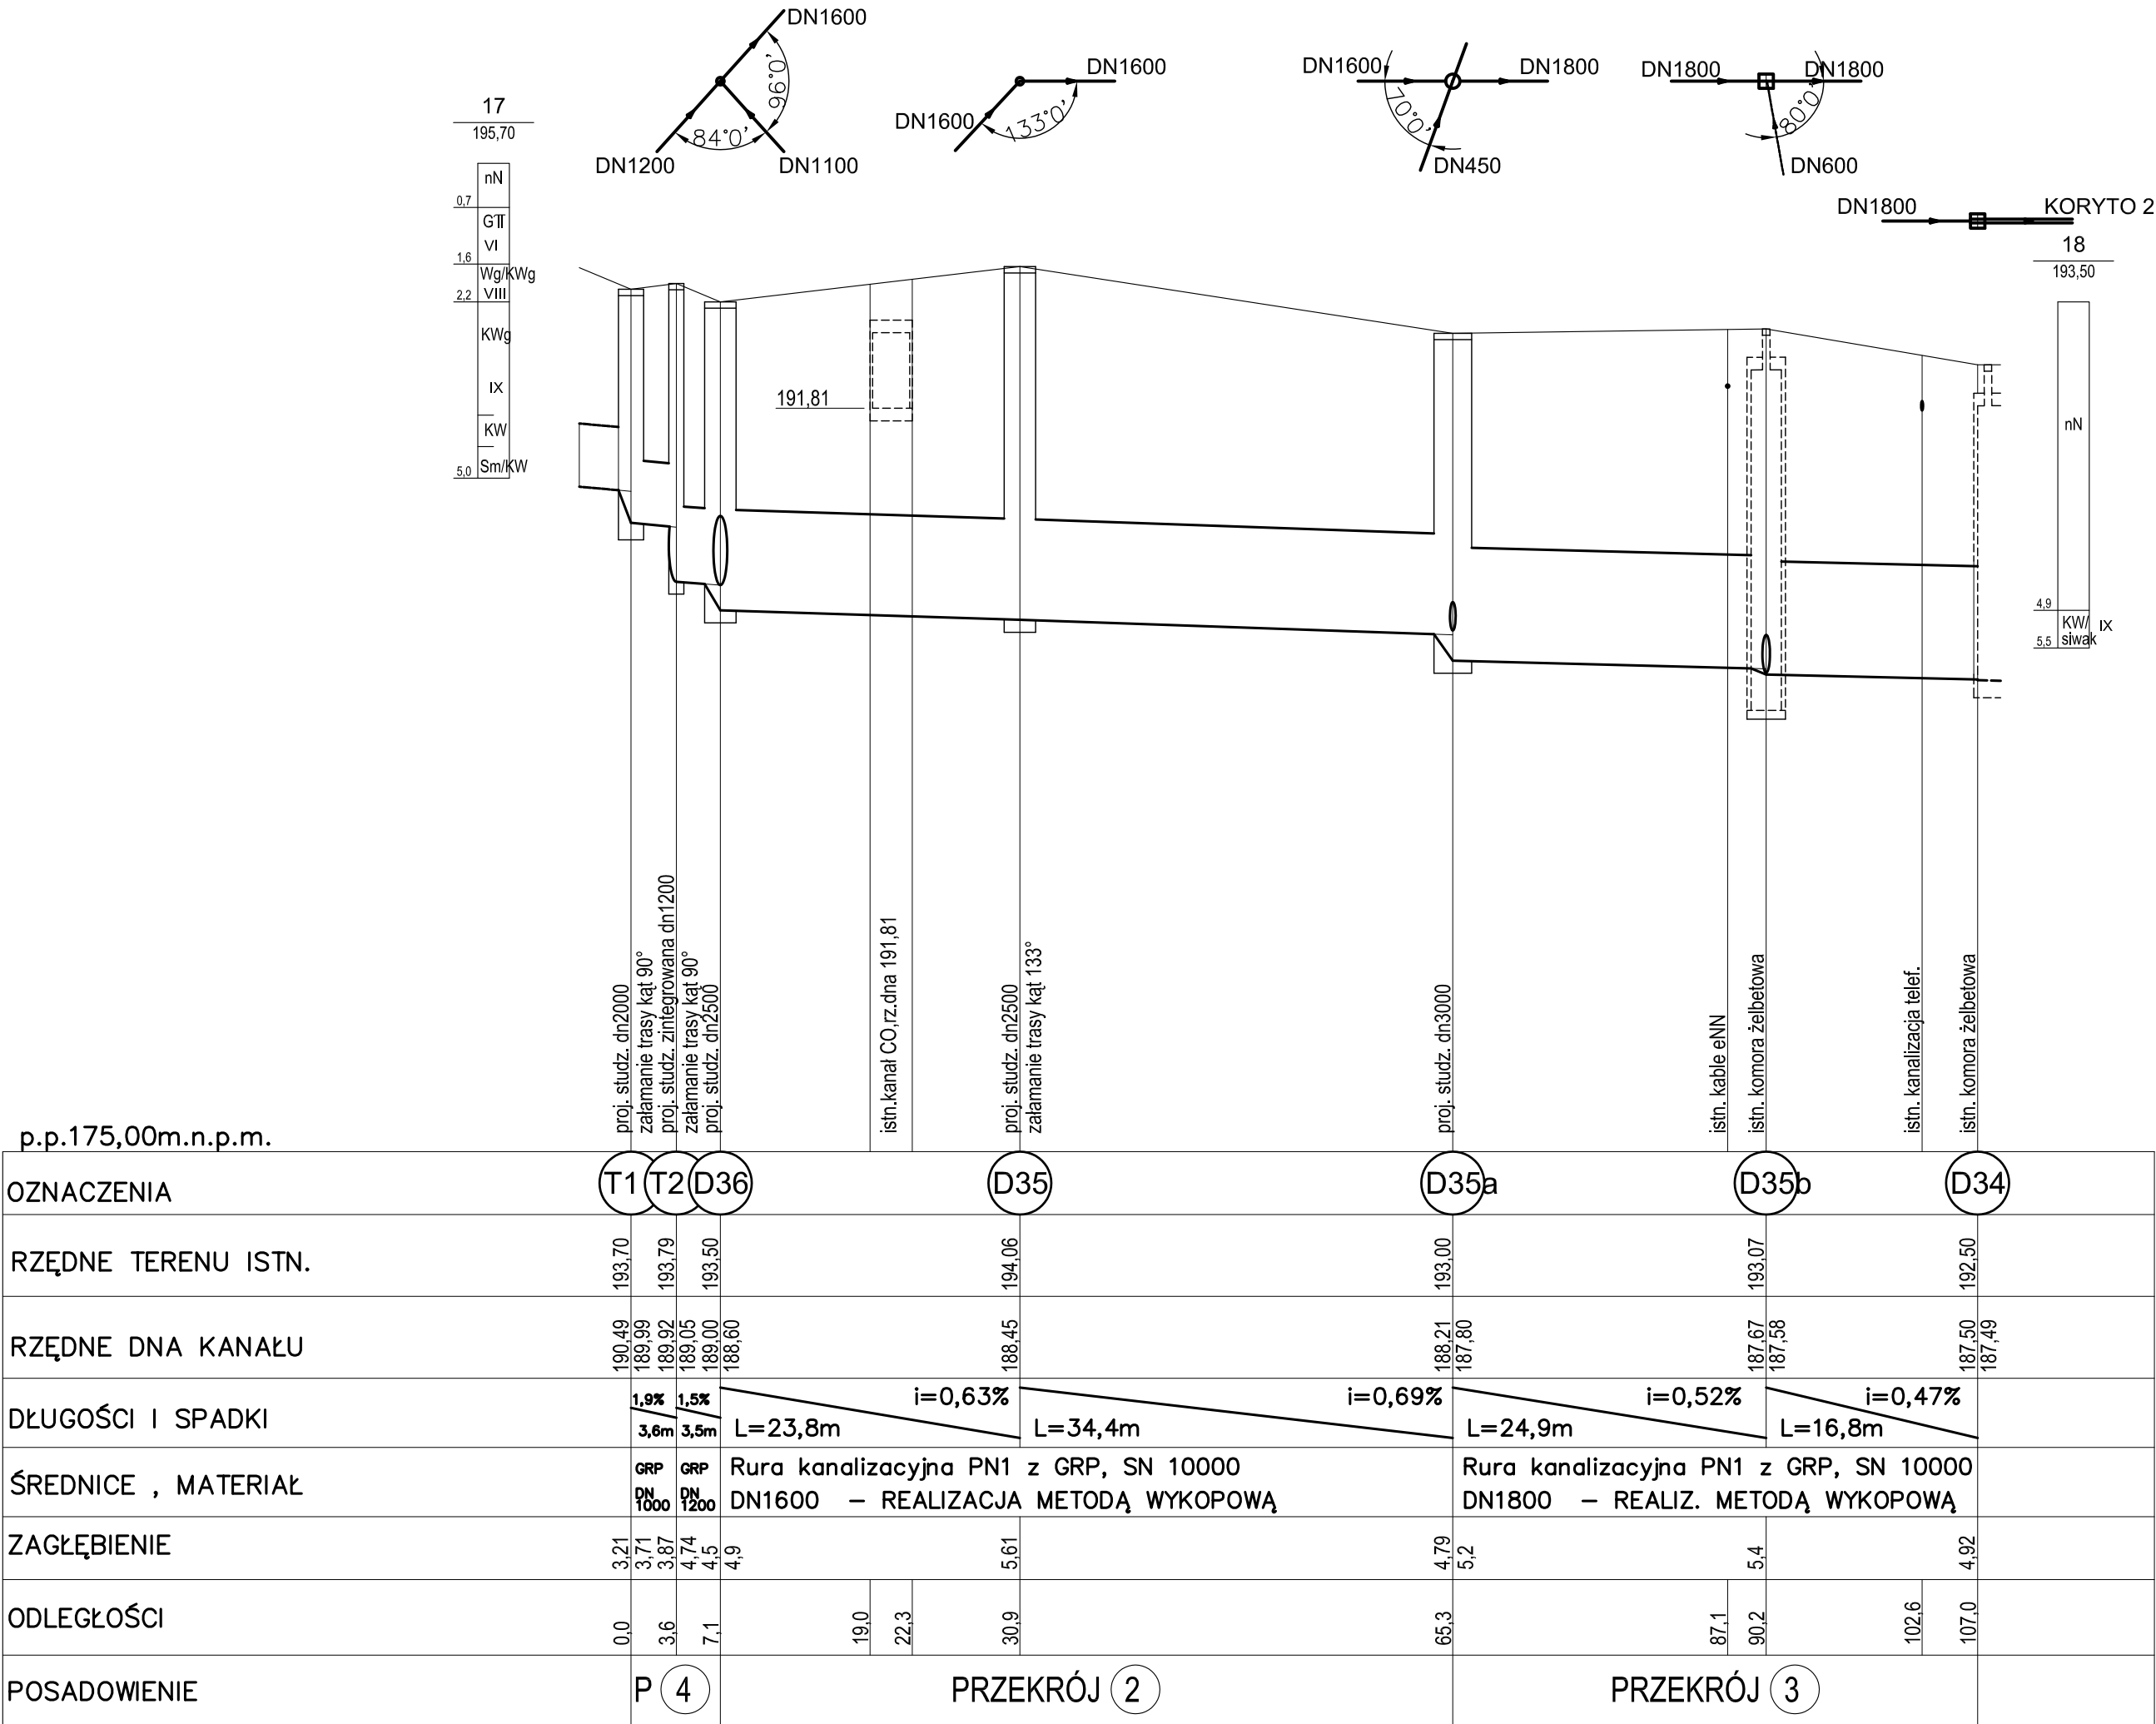 DN1600
96°0'
84°0'
DN1200
DN1100
DN1600
DN1600
133°0'
DN1600
DN1800
70°0'
DN450
DN1800
DN1800
80°0'
DN600
DN1800
KORYTO 2
17
195,70
nN
0,7
GΠ
VI
1,6
Wg/KWg
VIII
2,2
KWg
IX
KW
Sm/KW
5,0
18
193,50
nN
4,9
KW/
siwak
IX
5,5
191,81
proj. studz. dn2000
załamanie trasy kąt 90°
proj. studz. zintegrowana dn1200
załamanie trasy kąt 90°
proj. studz. dn2500
istn.kanał CO,rz.dna 191,81
proj. studz. dn2500
załamanie trasy kąt 133°
proj. studz. dn3000
istn. kable eNN
istn. komora żelbetowa
istn. kanalizacja telef.
istn. komora żelbetowa
p.p.175,00m.n.p.m.
OZNACZENIA T1 T2 D36 D35 D35a D35b D34
RZĘDNE TERENU ISTN. 193,70 193,79 193,50 194,06 193,00 193,07 192,50
RZĘDNE DNA KANAŁU 190,49 189,99 189,92 189,05 189,00 188,60 188,45 188,21 187,80 187,67 187,58 187,50 187,49
DŁUGOŚCI I SPADKI
1,9% 1,5% i=0,63% i=0,69% i=0,52% i=0,47%
3,6m 3,5m L=23,8m L=34,4m L=24,9m L=16,8m
ŚREDNICE , MATERIAŁ
GRP
DN
1000
GRP
DN
1200
Rura kanalizacyjna PN1 z GRP, SN 10000
DN1600 – REALIZACJA METODĄ WYKOPOWĄ
Rura kanalizacyjna PN1 z GRP, SN 10000
DN1800 – REALIZ. METODĄ WYKOPOWĄ
ZAGŁĘBIENIE 3,21 3,71 3,87 4,74 4,5 4,9 5,61 4,79 5,2 5,4 4,92
ODLEGŁOŚCI 0,0 3,6 7,1 19,0 22,3 30,9 65,3 87,1 90,2 102,6 107,0
POSADOWIENIE P 4 PRZEKRÓJ 2 PRZEKRÓJ 3